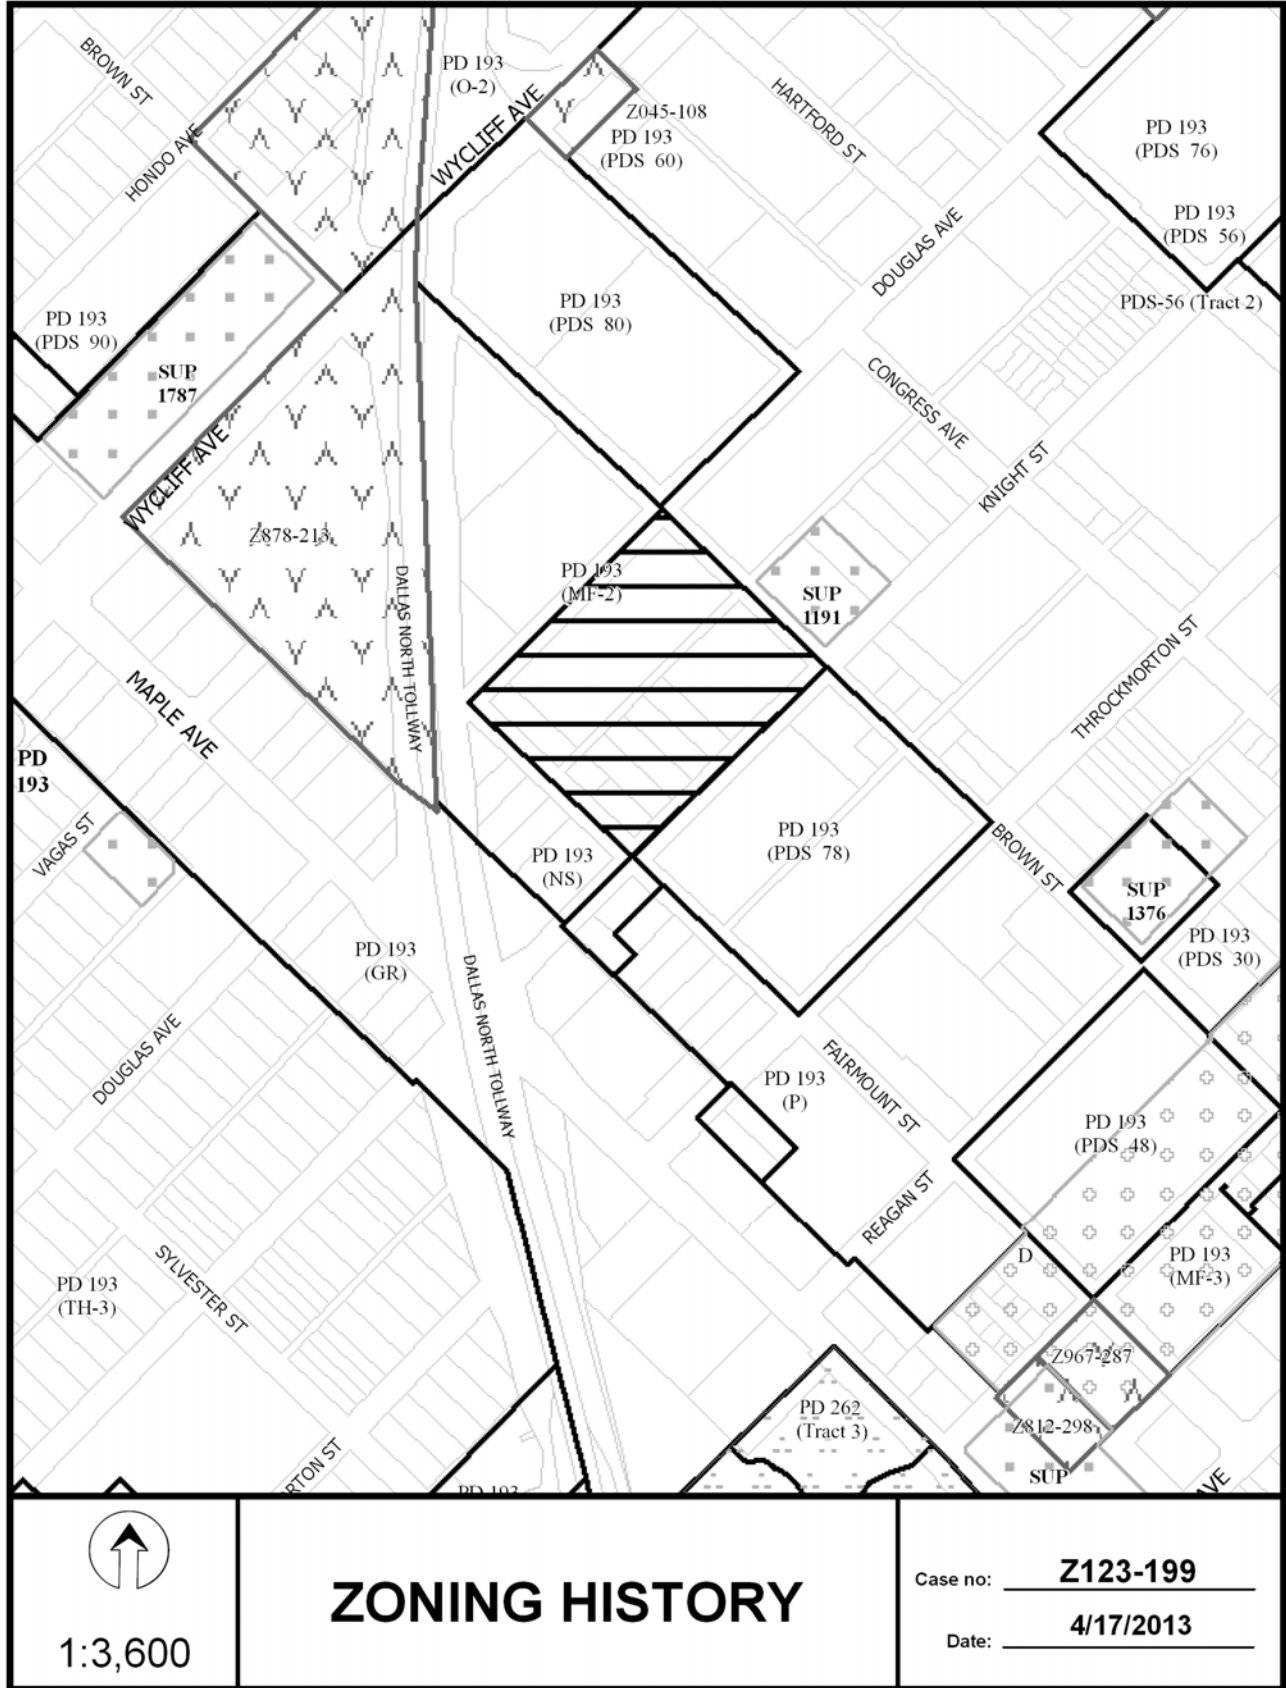 BROWN ST
PD 193
(O-2)
WYCLIFF AVE
Z045-108
PD 193
(PDS 60)
HARTFORD ST
PD 193
(PDS 76)
HONDO AVE
PD 193
(PDS 56)
DOUGLAS AVE
PDS-56 (Tract 2)
PD 193
(PDS 90)
PD 193
(PDS 80)
SUP
1787
CONGRESS AVE
WYCLIFF AVE
KNIGHT ST
Z878-213
PD 193
(MF-2)
SUP
1191
DALLAS NORTH TOLLWAY
THROCKMORTON ST
MAPLE AVE
PD
193
VAGAS ST
PD 193
(NS)
PD 193
(PDS 78)
BROWN ST
SUP
1376
PD 193
(PDS 30)
PD 193
(GR)
DALLAS NORTH TOLLWAY
DOUGLAS AVE
FAIRMOUNT ST
PD 193
(P)
PD 193
(PDS 48)
REAGAN ST
D
PD 193
(MF-3)
PD 193
(TH-3)
SYLVESTER ST
Z967-287
PD 262
(Tract 3)
Z812-298
SUP
RTON ST
PD 193
AVE
1:3,600
ZONING HISTORY
Case no: Z123-199
Date: 4/17/2013